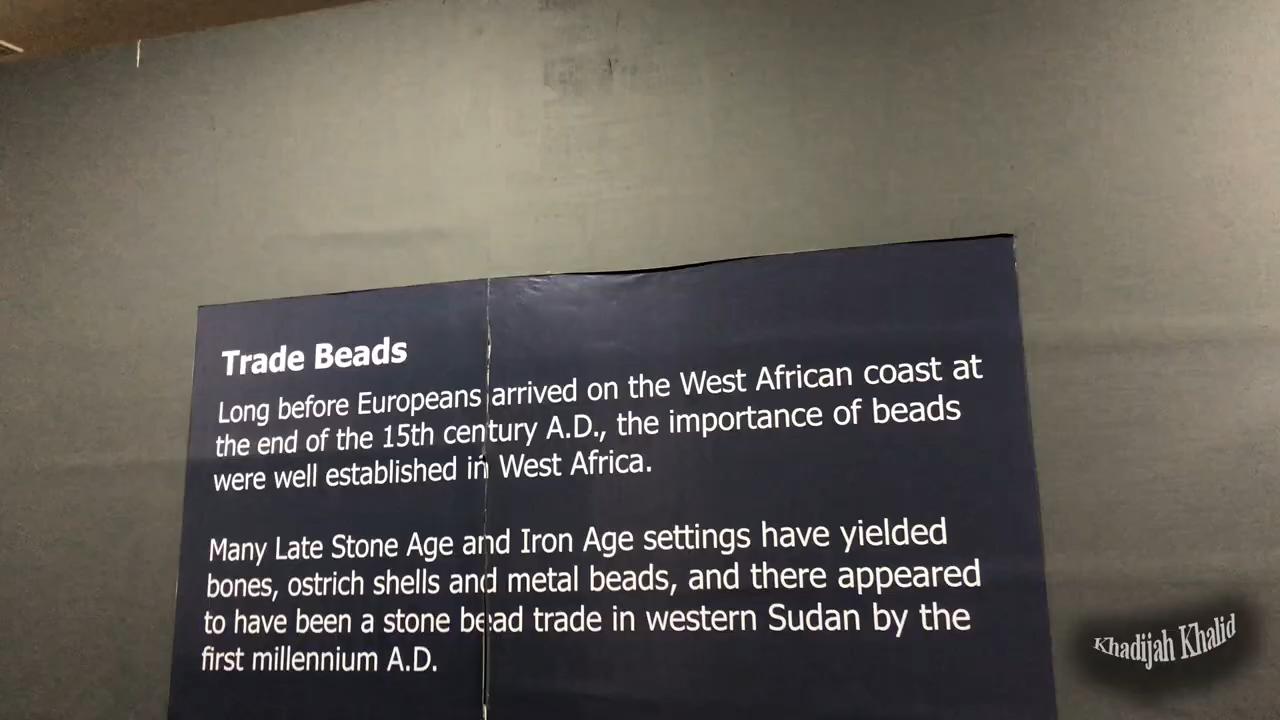 Trade Beads
Long before Europeans arrived on the West African coast at
the end of the 15th century A.D., the importance of beads
were well established in West Africa.
Many Late Stone Age and Iron Age settings have yielded
bones, ostrich shells and metal beads, and there appeared
to have been a stone bead trade in western Sudan by the
first millennium A.D.
Khadijah Khalid